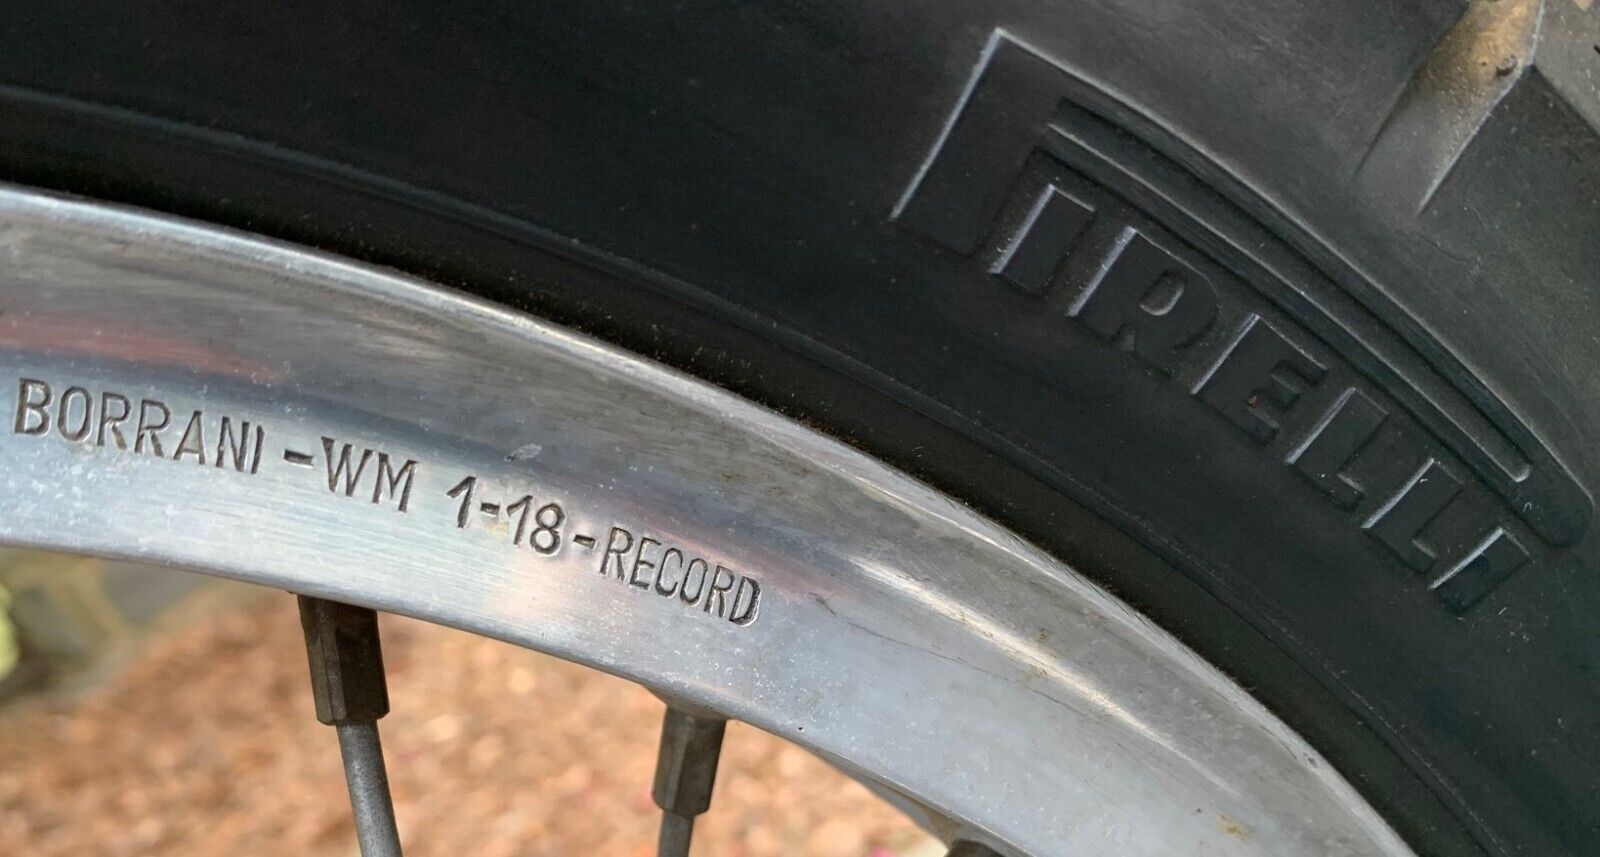 PIRELLI
BORRANI - WM 1-18-RECORD